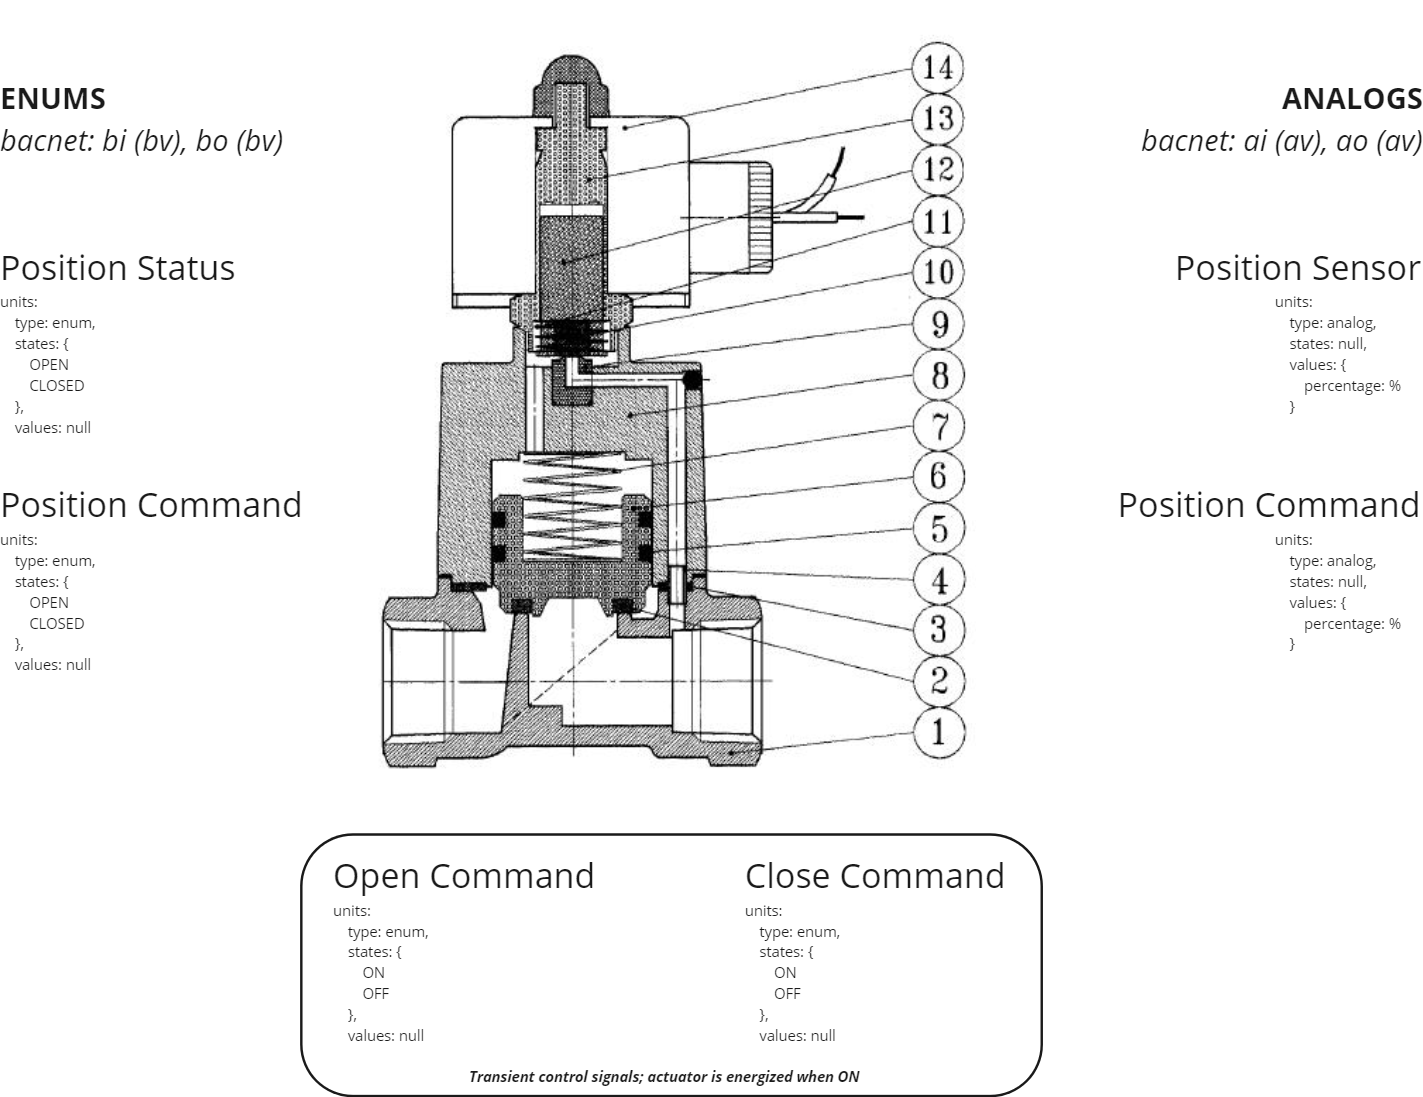 ENUMS
bacnet: bi (bv), bo (bv)
Position Status
units:
type: enum,
states: {
OPEN
CLOSED
},
values: null
Position Command
units:
type: enum,
states: {
OPEN
CLOSED
},
values: null
14
13
12
11
10
9
8
7
6
5
4
3
2
1
ANALOGS
bacnet: ai (av), ao (av)
Position Sensor
units:
type: analog,
states: null,
values: {
percentage: %
}
Position Command
units:
type: analog,
states: null,
values: {
percentage: %
}
Open Command
units:
type: enum,
states: {
ON
OFF
},
values: null
Close Command
units:
type: enum,
states: {
ON
OFF
},
values: null
Transient control signals; actuator is energized when ON